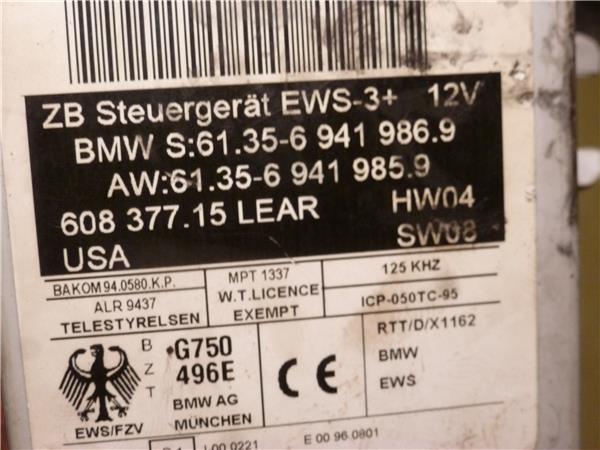 ZB Steuergerät EWS-3+ 12V
BMW S:61.35-6 941 986.9
AW:61.35-6 941 985.9
608 377.15 LEAR HW04
USA SW08
BAKOM 94.0580.K.P.
MPT 1337
W.T.LICENCE
EXEMPT
125 KHZ
ALR 9437
TELESTYRELSEN
ICP-050TC-95
EWS/FZV
BZT
G750
496E
BMW AG
MÜNCHEN
CE
RTT/D/X1162
BMW
EWS
E 00 96.0801